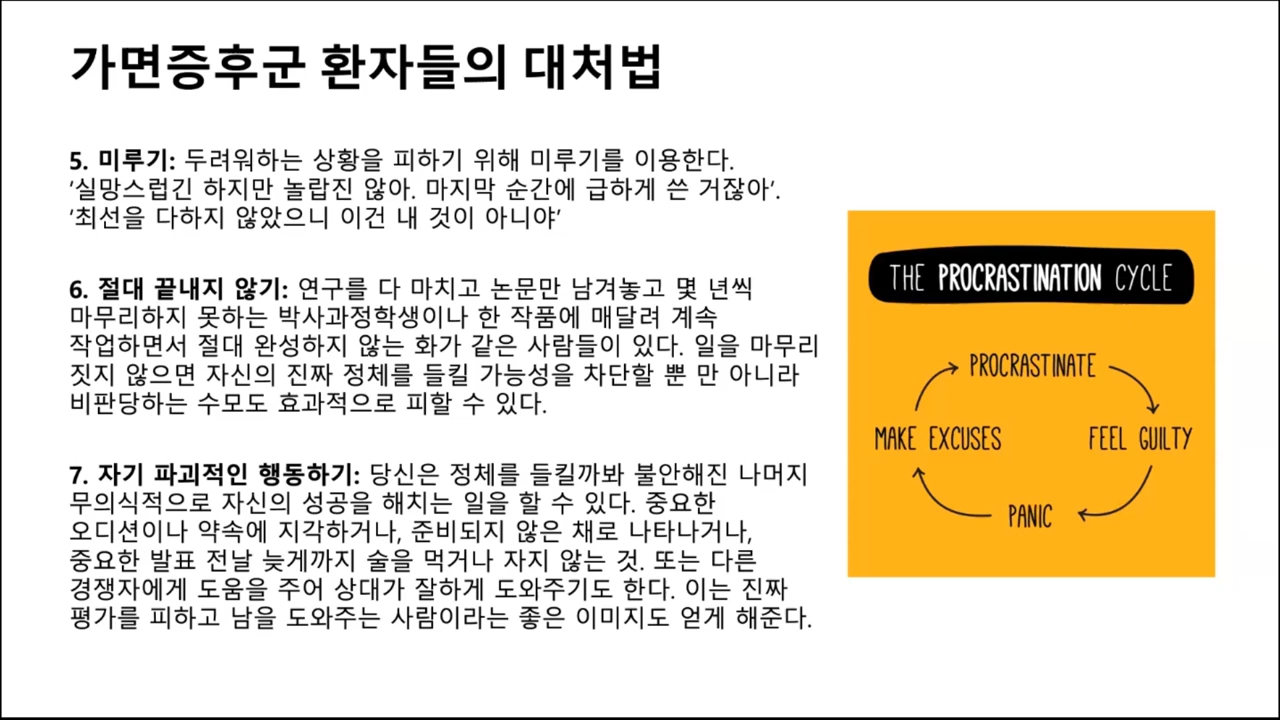 가면증후군 환자들의 대처법
5. 미루기: 두려워하는 상황을 피하기 위해 미루기를 이용한다.
'실망스럽긴 하지만 놀랍진 않아. 마지막 순간에 급하게 쓴 거잖아'.
'최선을 다하지 않았으니 이건 내 것이 아니야'
6. 절대 끝내지 않기: 연구를 다 마치고 논문만 남겨놓고 몇 년씩
마무리하지 못하는 박사과정학생이나 한 작품에 매달려 계속
작업하면서 절대 완성하지 않는 화가 같은 사람들이 있다. 일을 마무리
짓지 않으면 자신의 진짜 정체를 들킬 가능성을 차단할 뿐 만 아니라
비판당하는 수모도 효과적으로 피할 수 있다.
7. 자기 파괴적인 행동하기: 당신은 정체를 들킬까봐 불안해진 나머지
무의식적으로 자신의 성공을 해치는 일을 할 수 있다. 중요한
오디션이나 약속에 지각하거나, 준비되지 않은 채로 나타나거나,
중요한 발표 전날 늦게까지 술을 먹거나 자지 않는 것. 또는 다른
경쟁자에게 도움을 주어 상대가 잘하게 도와주기도 한다. 이는 진짜
평가를 피하고 남을 도와주는 사람이라는 좋은 이미지도 얻게 해준다.
THE PROCRASTINATION CYCLE
PROCRASTINATE
MAKE EXCUSES
FEEL GUILTY
PANIC